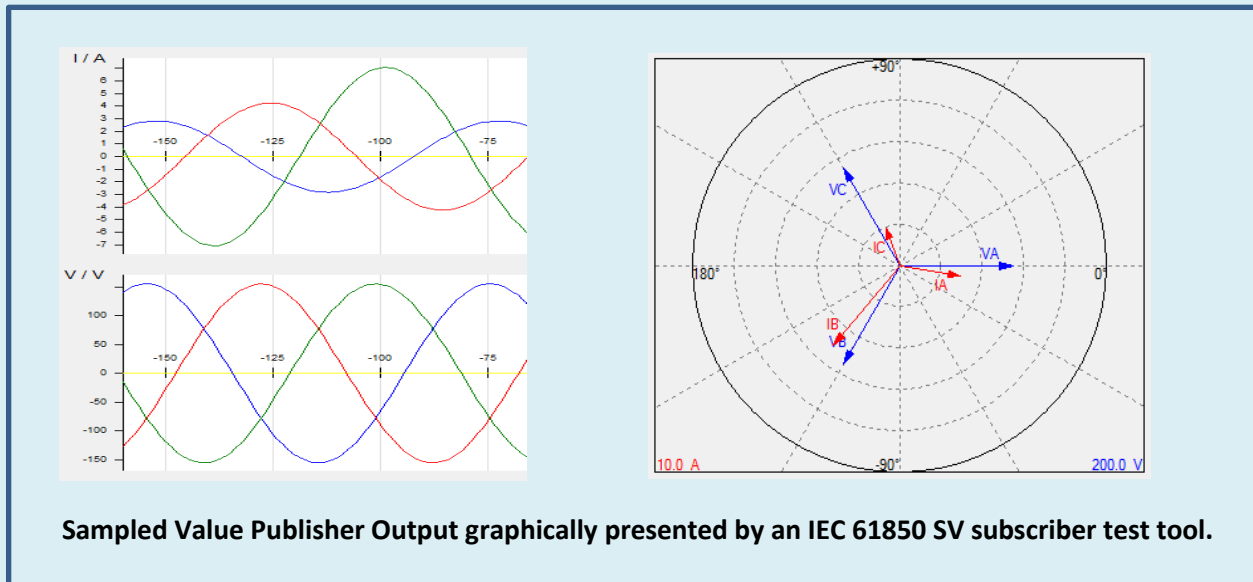 I / A
6
5
4
3
2
1
0
-1
-2
-3
-4
-5
-6
-7
-150 -125 -100 -75
V / V
100
50
0
-50
-100
-150
-150 -125 -100 -75
+90°
VC
IC
VA
180° 0°
IA
IB
VB
-90°
10.0 A 200.0 V
Sampled Value Publisher Output graphically presented by an IEC 61850 SV subscriber test tool.